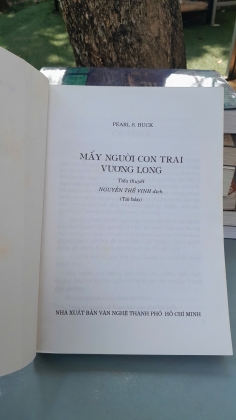 PEARL S. BUCK
MẤY NGƯỜI CON TRAI
VƯƠNG LONG
Tiểu thuyết
NGUYỄN THẾ VINH dịch
(Tái bản)
NHÀ XUẤT BẢN VĂN NGHỆ THÀNH PHỐ HỒ CHÍ MINH